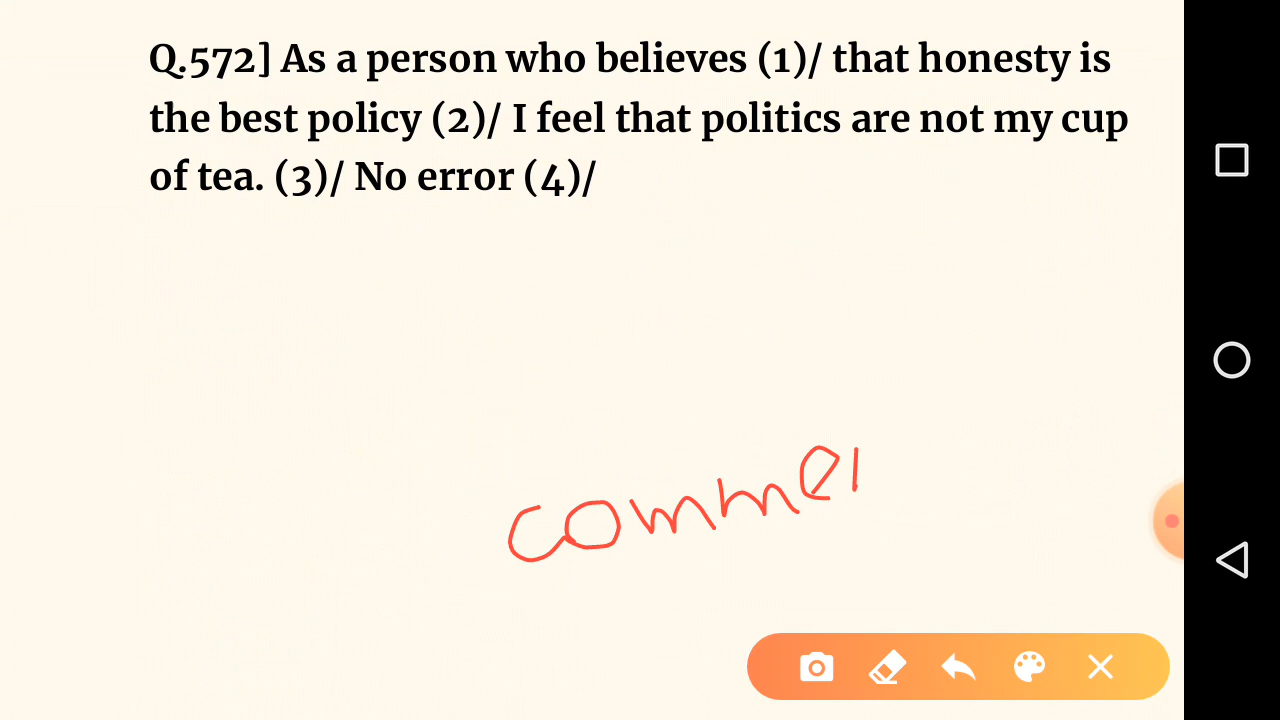 Q.572] As a person who believes (1)/ that honesty is
the best policy (2)/ I feel that politics are not my cup
of tea. (3)/ No error (4)/
comme